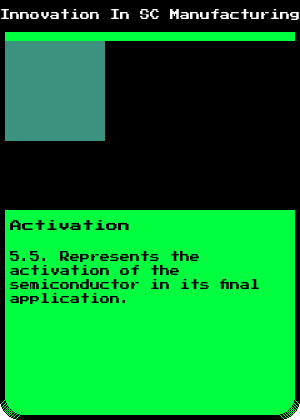 Innovation In SC Manufacturing
Activation
5.5. Represents the
activation of the
semiconductor in its final
application.